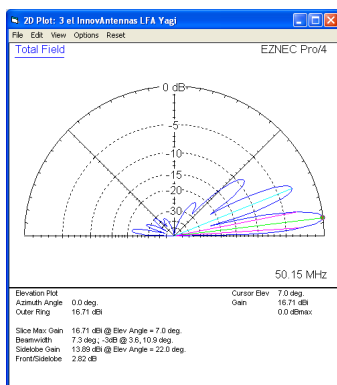 2D Plot: 3 el InnovAntennas LFA Yagi
File Edit View Options Reset
Total Field
EZNEC Pro/4
0 dB
-5
-10
-15
-20
-30
50.15 MHz
Elevation Plot
Azimuth Angle 0.0 deg.
Outer Ring 16.71 dBi
Cursor Elev 7.0 deg.
Gain 16.71 dBi
0.0 dBmax
Slice Max Gain 16.71 dBi @ Elev Angle = 7.0 deg.
Beamwidth 7.3 deg.; -3dB @ 3.6, 10.9 deg.
Sidelobe Gain 13.89 dBi @ Elev Angle = 22.0 deg.
Front/Sidelobe 2.82 dB